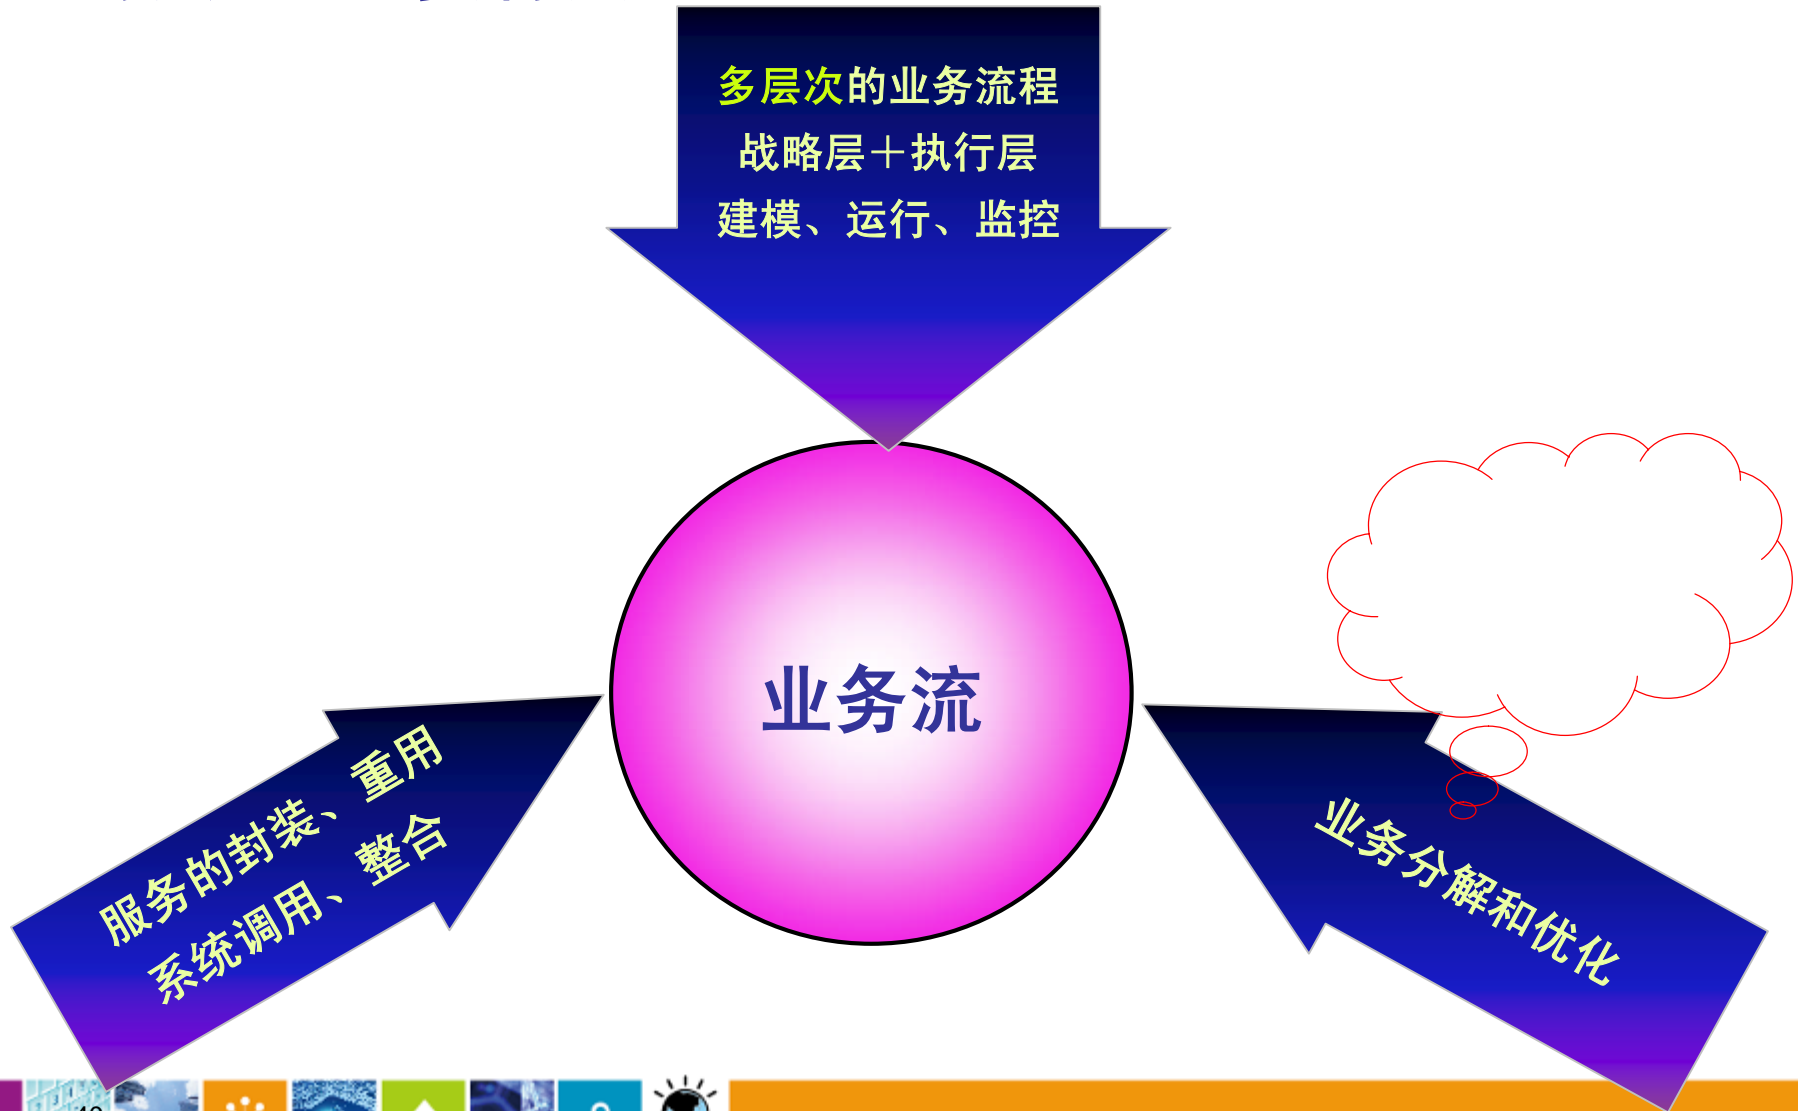 多层次的业务流程
战略层＋执行层
建模、运行、监控
业务流
服务的封装、重用
系统调用、整合
业务分解和优化